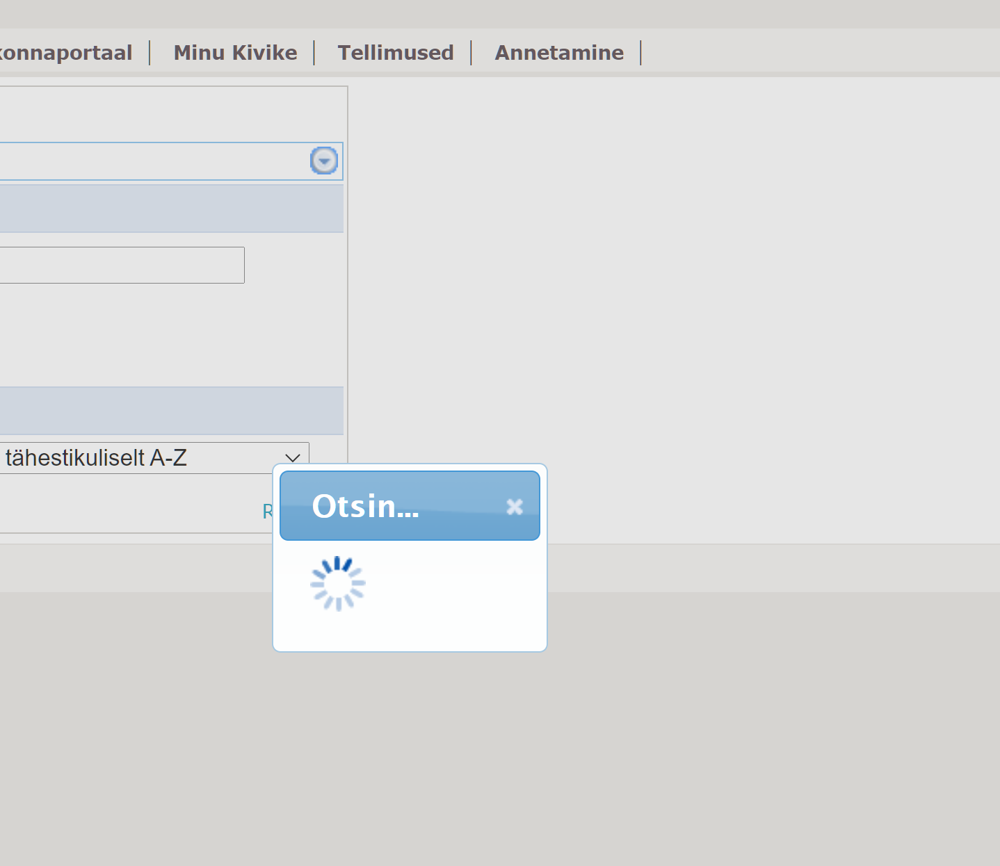 konnaportaal Minu Kivike Tellimused Annetamine
tähestikuliselt A-Z
R
Otsin...